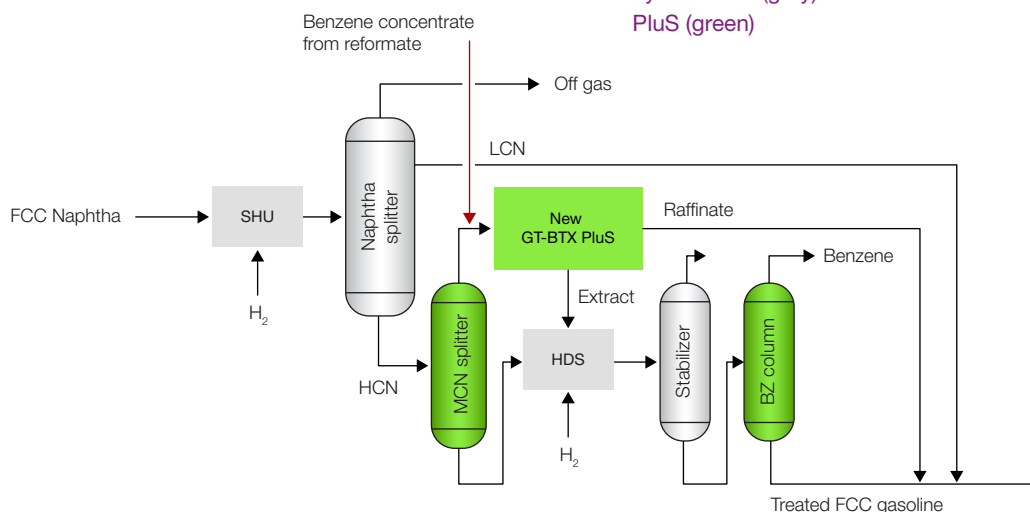 PluS (green)
Benzene concentrate
from reformate
Off gas
LCN
FCC Naphtha
SHU
Naphtha
splitter
New
GT-BTX PluS
Raffinate
Benzene
H2
Extract
HCN
MCN splitter
HDS
Stabilizer
BZ column
H2
Treated FCC gasoline